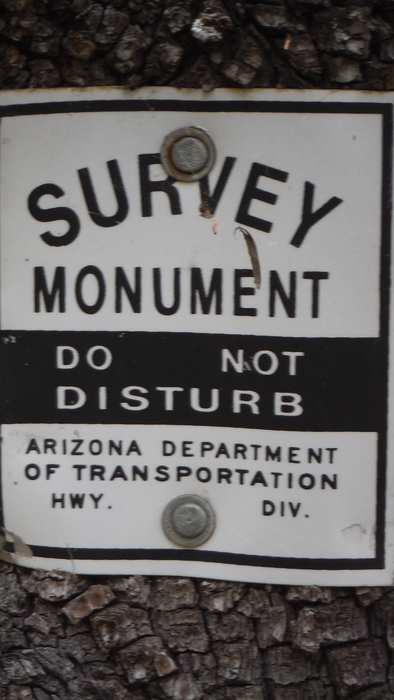 SURVEY
MONUMENT
DO NOT
DISTURB
ARIZONA DEPARTMENT
OF TRANSPORTATION
HWY. DIV.